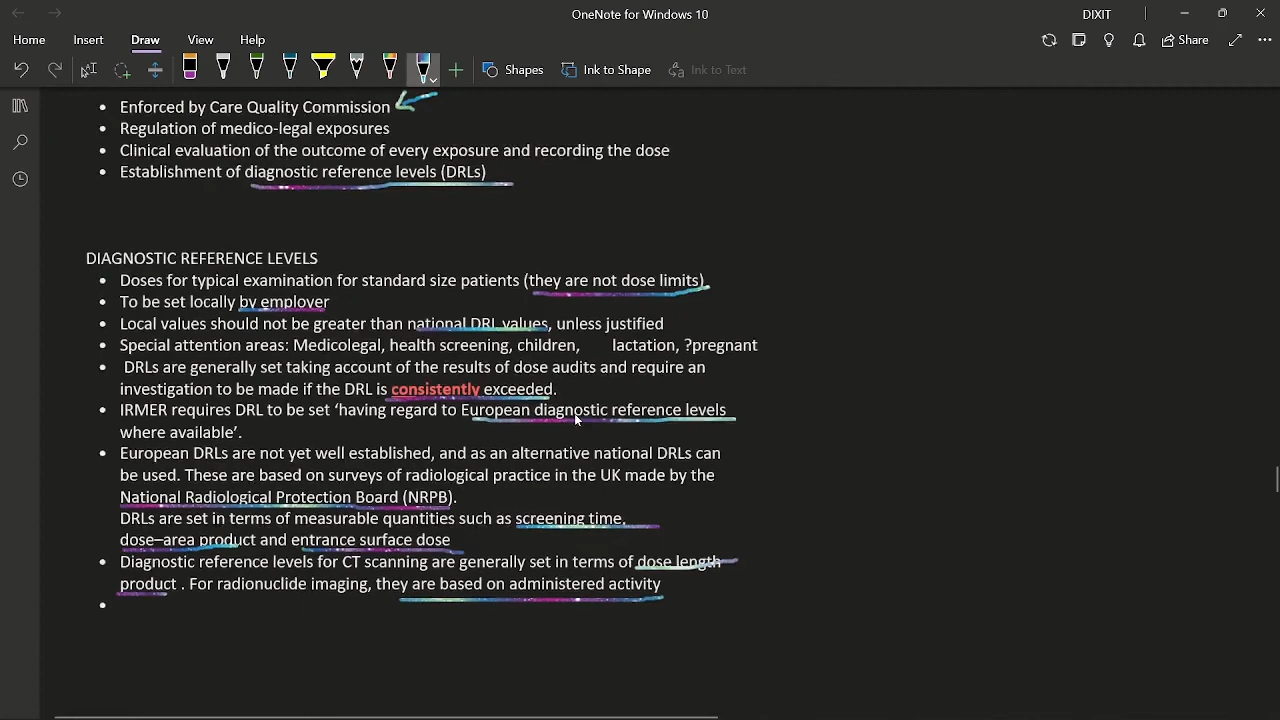 OneNote for Windows 10
DIXIT
Home Insert Draw View Help
Share
Shapes Ink to Shape Ink to Text
• Enforced by Care Quality Commission
• Regulation of medico-legal exposures
• Clinical evaluation of the outcome of every exposure and recording the dose
• Establishment of diagnostic reference levels (DRLs)
DIAGNOSTIC REFERENCE LEVELS
• Doses for typical examination for standard size patients (they are not dose limits)
• To be set locally by employer
• Local values should not be greater than national DRL values, unless justified
• Special attention areas: Medicolegal, health screening, children, lactation, ?pregnant
• DRLs are generally set taking account of the results of dose audits and require an
investigation to be made if the DRL is consistently exceeded.
• IRMER requires DRL to be set ‘having regard to European diagnostic reference levels
where available’.
• European DRLs are not yet well established, and as an alternative national DRLs can
be used. These are based on surveys of radiological practice in the UK made by the
National Radiological Protection Board (NRPB).
DRLs are set in terms of measurable quantities such as screening time,
dose–area product and entrance surface dose
• Diagnostic reference levels for CT scanning are generally set in terms of dose length
product . For radionuclide imaging, they are based on administered activity
•